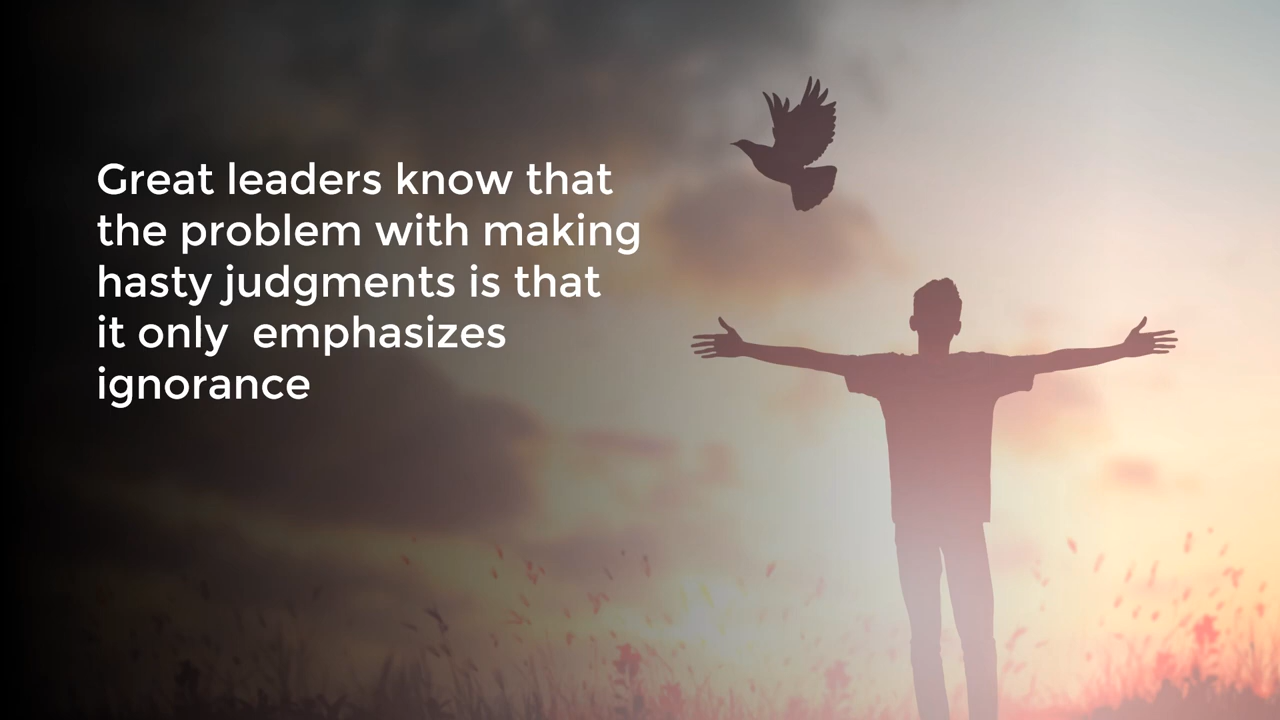 Great leaders know that
the problem with making
hasty judgments is that
it only  emphasizes
ignorance